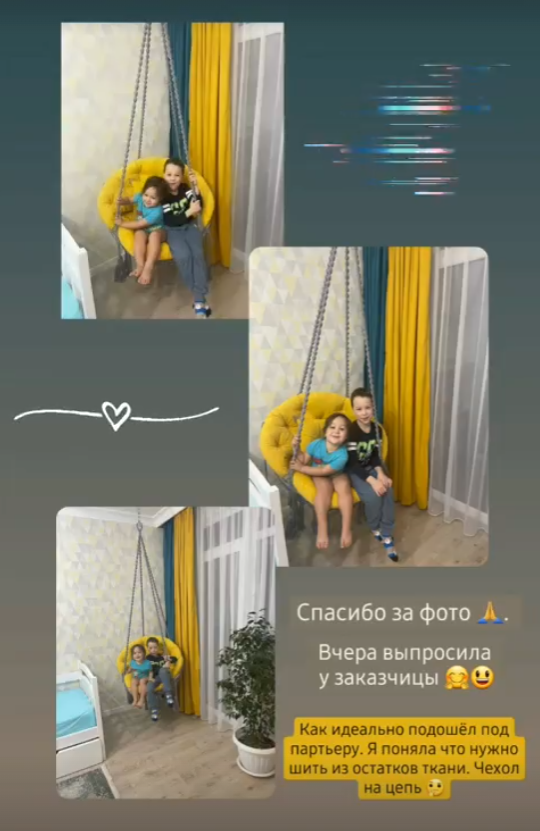 Спасибо за фото 🙏.
Вчера выпросила
у заказчицы 🤗😃
Как идеально подошёл под
партьеру. Я поняла что нужно
шить из остатков ткани. Чехол
на цепь 🤔